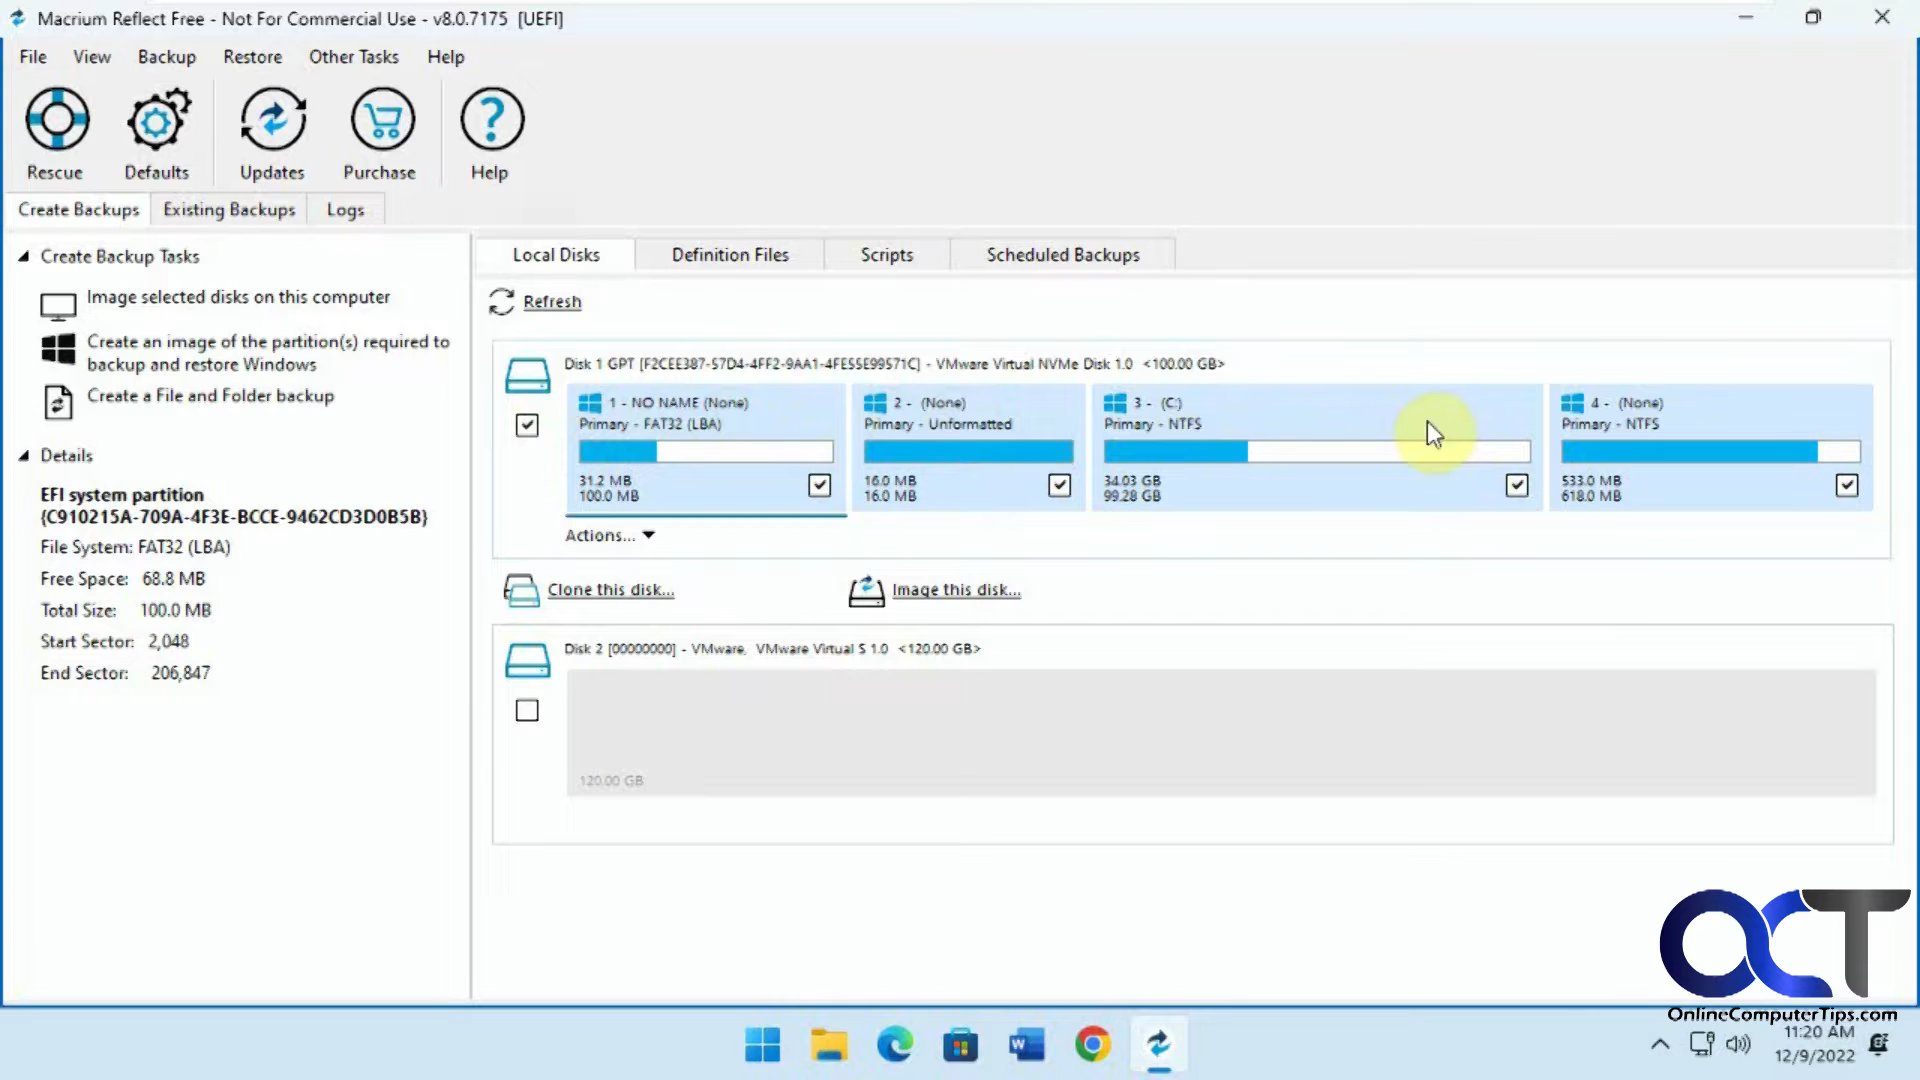 Macrium Reflect Free - Not For Commercial Use - v8.0.7175 [UEFI]
File View Backup Restore Other Tasks Help
Rescue Defaults Updates Purchase Help
Create Backups Existing Backups Logs
Create Backup Tasks
Image selected disks on this computer
Create an image of the partition(s) required to
backup and restore Windows
Create a File and Folder backup
Details
EFI system partition
{C910215A-709A-4F3E-BCCE-9462CD3D0B5B}
File System: FAT32 (LBA)
Free Space: 68.8 MB
Total Size: 100.0 MB
Start Sector: 2,048
End Sector: 206,847
Local Disks Definition Files Scripts Scheduled Backups
Refresh
Disk 1 GPT [F2CEE387-57D4-4FF2-9AA1-4FE55E99571C] - VMware Virtual NVMe Disk 1.0 <100.00 GB>
1 - NO NAME (None)
Primary - FAT32 (LBA)
31.2 MB
100.0 MB
2 - (None)
Primary - Unformatted
16.0 MB
16.0 MB
3 - (C:)
Primary - NTFS
34.03 GB
99.28 GB
4 - (None)
Primary - NTFS
533.0 MB
618.0 MB
Actions...
Clone this disk... Image this disk...
Disk 2 [00000000] - VMware, VMware Virtual S 1.0 <120.00 GB>
120.00 GB
OCT
OnlineComputerTips.com
11:20 AM
12/9/2022